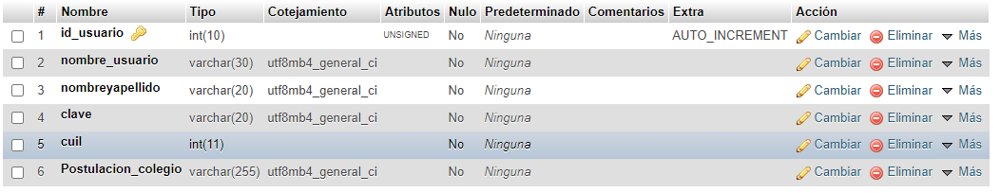 # Nombre Tipo Cotejamiento Atributos Nulo Predeterminado Comentarios Extra Acción
1 id_usuario int(10) UNSIGNED No Ninguna AUTO_INCREMENT Cambiar Eliminar Más
2 nombre_usuario varchar(30) utf8mb4_general_ci No Ninguna Cambiar Eliminar Más
3 nombreyapellido varchar(20) utf8mb4_general_ci No Ninguna Cambiar Eliminar Más
4 clave varchar(20) utf8mb4_general_ci No Ninguna Cambiar Eliminar Más
5 cuil int(11) No Ninguna Cambiar Eliminar Más
6 Postulacion_colegio varchar(255) utf8mb4_general_ci No Ninguna Cambiar Eliminar Más